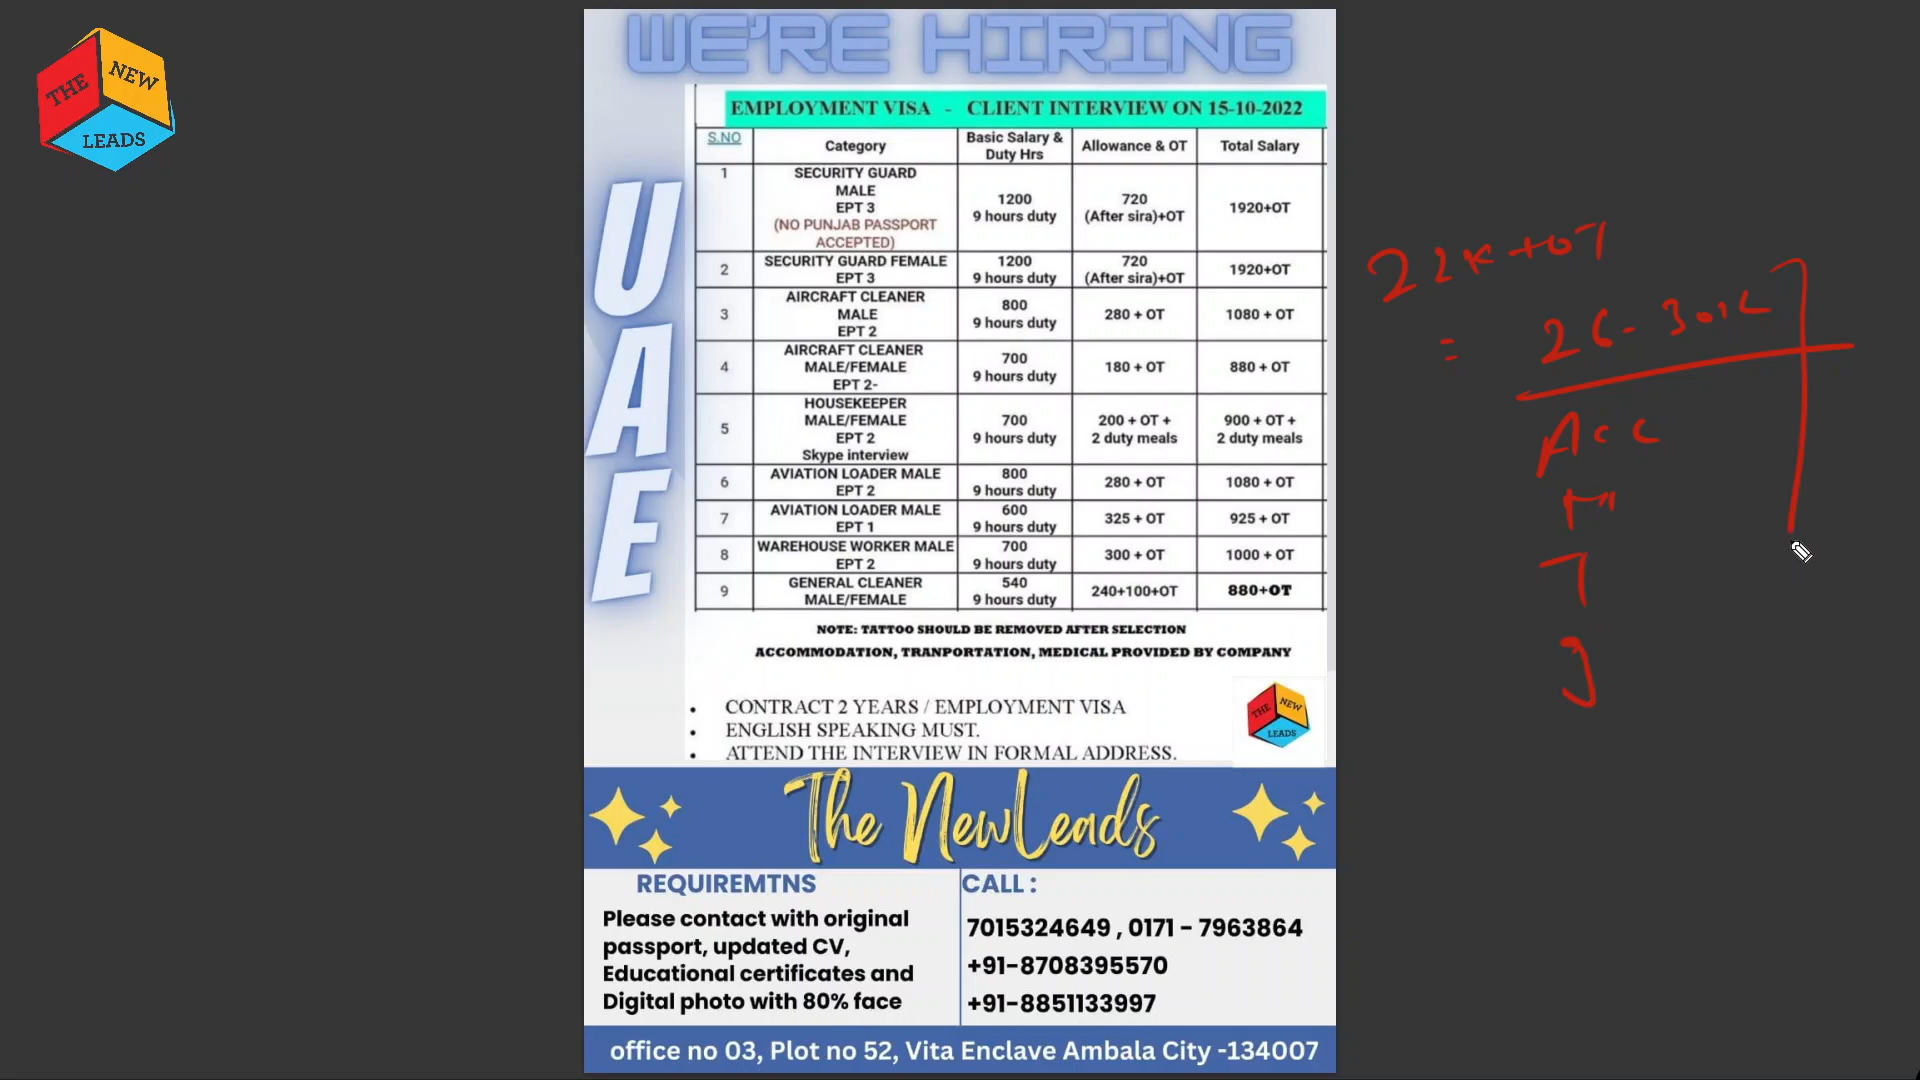 THE NEW
LEADS
WE'RE HIRING
UAE
EMPLOYMENT VISA - CLIENT INTERVIEW ON 15-10-2022
S.NO Category Basic Salary & Duty Hrs Allowance & OT Total Salary
1 SECURITY GUARD MALE EPT 3 (NO PUNJAB PASSPORT ACCEPTED) 1200 9 hours duty 720 (After sira)+OT 1920+OT
2 SECURITY GUARD FEMALE EPT 3 1200 9 hours duty 720 (After sira)+OT 1920+OT
3 AIRCRAFT CLEANER MALE EPT 2 800 9 hours duty 280 + OT 1080 + OT
4 AIRCRAFT CLEANER MALE/FEMALE EPT 2- 700 9 hours duty 180 + OT 880 + OT
5 HOUSEKEEPER MALE/FEMALE EPT 2 Skype interview 700 9 hours duty 200 + OT + 2 duty meals 900 + OT + 2 duty meals
6 AVIATION LOADER MALE EPT 2 800 9 hours duty 280 + OT 1080 + OT
7 AVIATION LOADER MALE EPT 1 600 9 hours duty 325 + OT 925 + OT
8 WAREHOUSE WORKER MALE EPT 2 700 9 hours duty 300 + OT 1000 + OT
9 GENERAL CLEANER MALE/FEMALE 540 9 hours duty 240+100+OT 880+OT
NOTE: TATTOO SHOULD BE REMOVED AFTER SELECTION
ACCOMMODATION, TRANPORTATION, MEDICAL PROVIDED BY COMPANY
• CONTRACT 2 YEARS / EMPLOYMENT VISA
• ENGLISH SPEAKING MUST.
• ATTEND THE INTERVIEW IN FORMAL ADDRESS.
THE NEW
LEADS
The NewLeads
REQUIREMTNS
Please contact with original
passport, updated CV,
Educational certificates and
Digital photo with 80% face
CALL :
7015324649 , 0171 - 7963864
+91-8708395570
+91-8851133997
office no 03, Plot no 52, Vita Enclave Ambala City -134007
22K+OT
= 26-30K
Acc
T